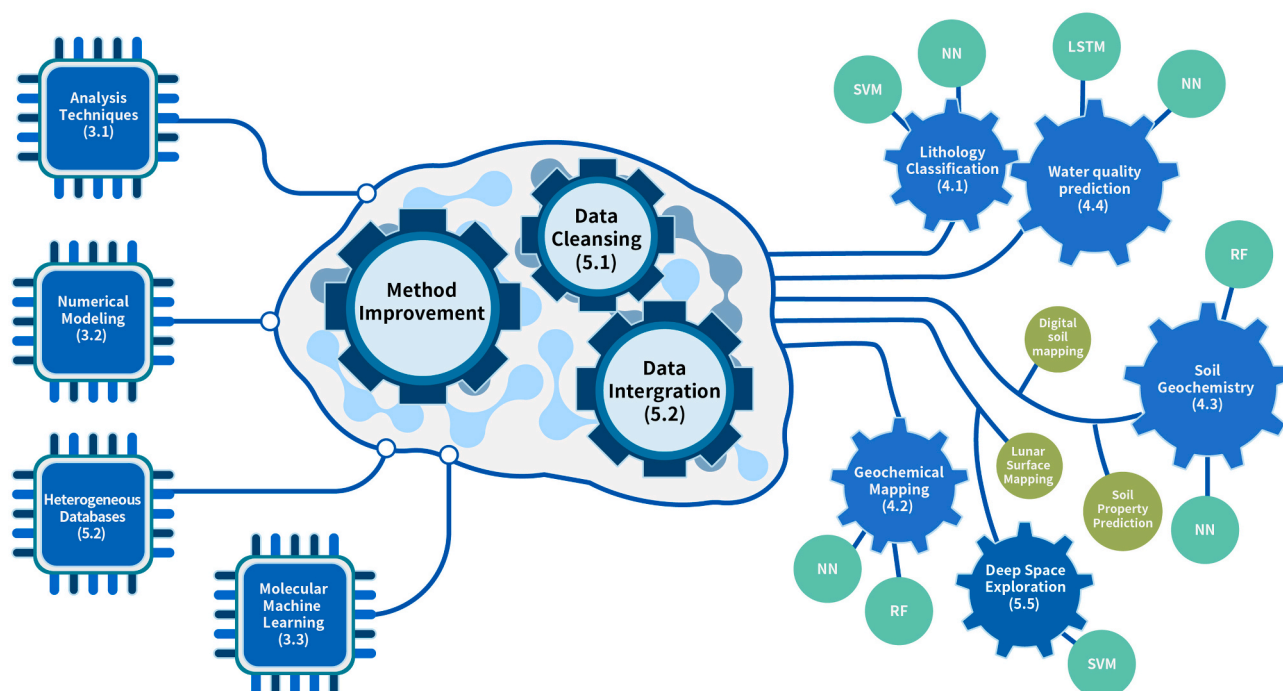 Analysis
Techniques
(3.1)
Numerical
Modeling
(3.2)
Heterogeneous
Databases
(5.2)
Molecular
Machine
Learning
(3.3)
Method
Improvement
Data
Cleansing
(5.1)
Data
Intergration
(5.2)
SVM
NN
Lithology
Classification
(4.1)
LSTM
NN
Water quality
prediction
(4.4)
RF
Digital
soil
mapping
Soil
Geochemistry
(4.3)
Lunar
Surface
Mapping
Soil
Property
Prediction
NN
Geochemical
Mapping
(4.2)
NN
RF
Deep Space
Exploration
(5.5)
SVM